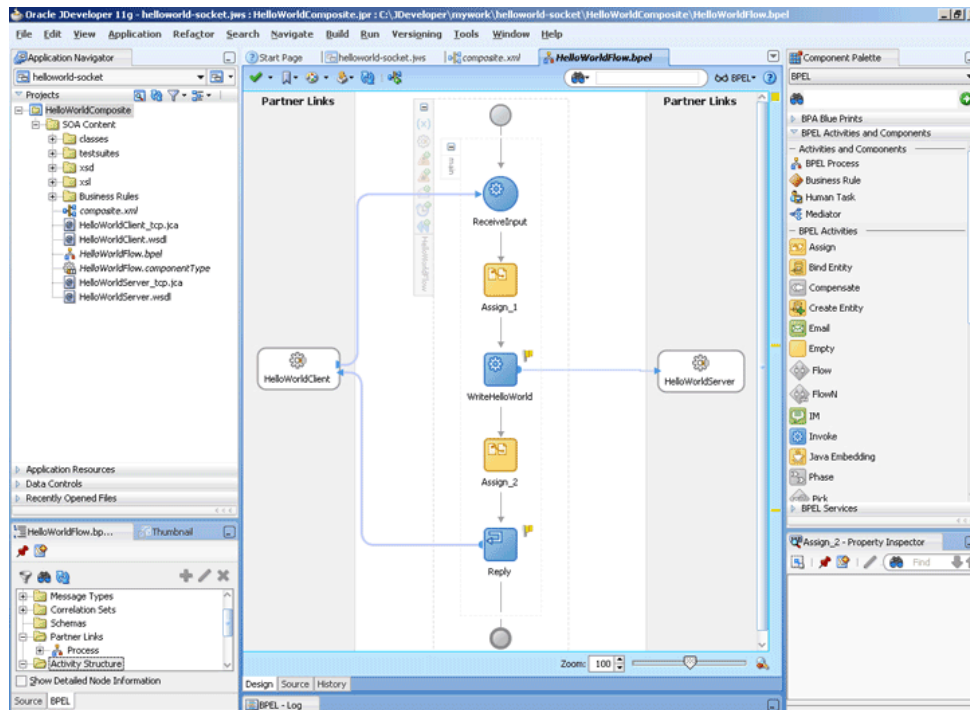 Oracle JDeveloper 11g - helloworld-socket.jws : HelloWorldComposite.jpr : C:\JDeveloper\mywork\helloworld-socket\HelloWorldComposite\HelloWorldFlow.bpel
File Edit View Application Refactor Search Navigate Build Run Versioning Tools Window Help
Application Navigator
helloworld-socket
Projects
HelloWorldComposite
SOA Content
classes
testsuites
xsd
xsl
Business Rules
composite.xml
HelloWorldClient_tcp.jca
HelloWorldClient.wsdl
HelloWorldFlow.bpel
HelloWorldFlow.componentType
HelloWorldServer_tcp.jca
HelloWorldServer.wsdl
Application Resources
Data Controls
Recently Opened Files
HelloWorldFlow.bp... Thumbnail
Message Types
Correlation Sets
Schemas
Partner Links
Process
Activity Structure
Show Detailed Node Information
Source BPEL
Start Page helloworld-socket.jws composite.xml HelloWorldFlow.bpel
BPEL
Partner Links Partner Links
main
HelloWorldFlow
ReceiveInput
Assign_1
HelloWorldClient
WriteHelloWorld
HelloWorldServer
Assign_2
Reply
Zoom: 100
Design Source History
BPEL - Log
Component Palette
BPEL
BPA Blue Prints
BPEL Activities and Components
Activities and Components
BPEL Process
Business Rule
Human Task
Mediator
BPEL Activities
Assign
Bind Entity
Compensate
Create Entity
Email
Empty
Flow
FlowN
IM
Invoke
Java Embedding
Phase
Pick
BPEL Services
Assign_2 - Property Inspector
Find